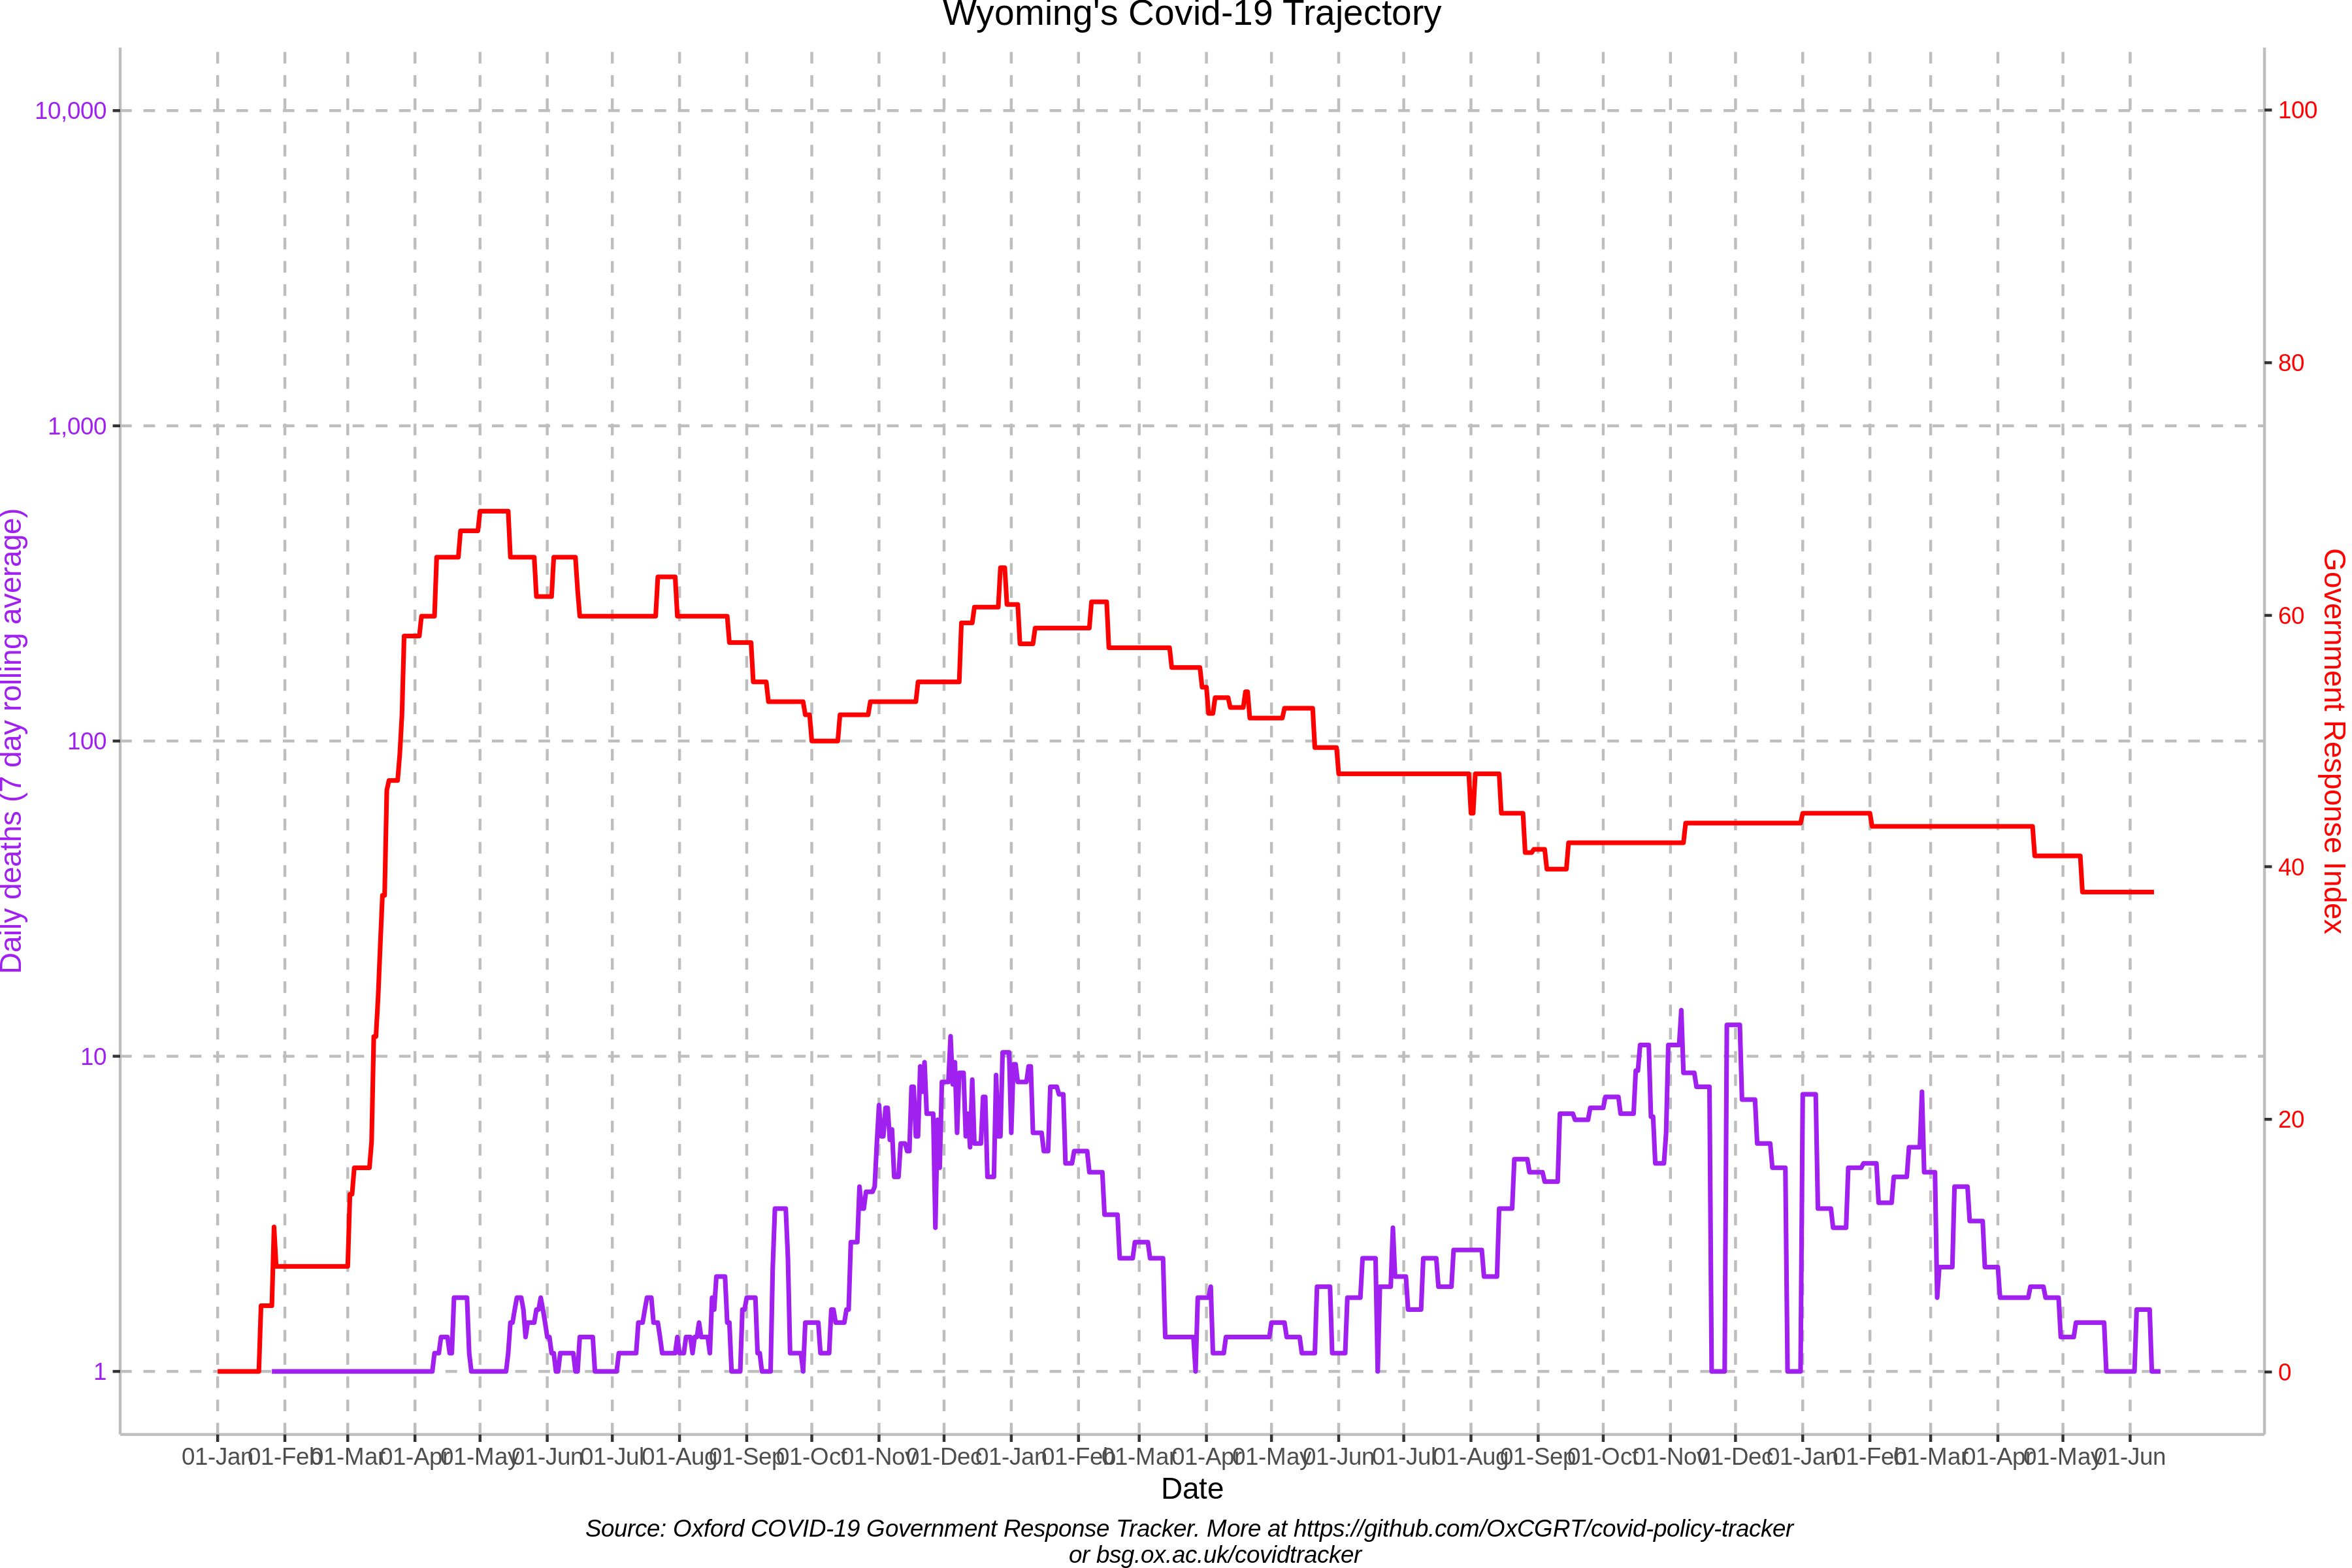 Wyoming's Covid-19 Trajectory
10,000
1,000
100
10
1
Daily deaths (7 day rolling average)
100
80
60
40
20
0
Government Response Index
01-Jan 01-Feb 01-Mar 01-Apr 01-May 01-Jun 01-Jul 01-Aug 01-Sep 01-Oct 01-Nov 01-Dec 01-Jan 01-Feb 01-Mar 01-Apr 01-May 01-Jun 01-Jul 01-Aug 01-Sep 01-Oct 01-Nov 01-Dec 01-Jan 01-Feb 01-Mar 01-Apr 01-May 01-Jun
Date
Source: Oxford COVID-19 Government Response Tracker. More at https://github.com/OxCGRT/covid-policy-tracker
or bsg.ox.ac.uk/covidtracker